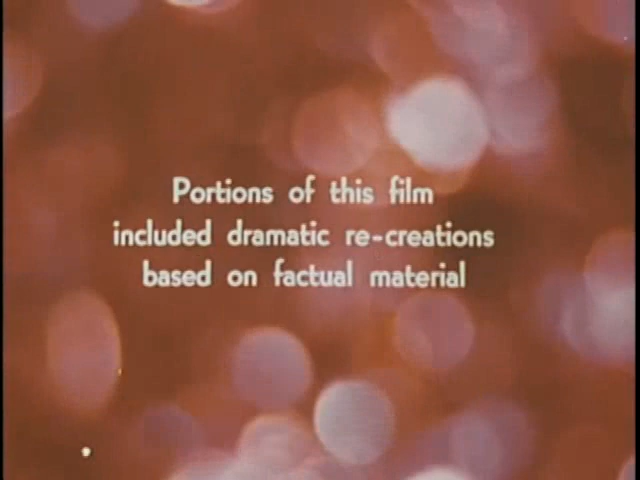 Portions of this film
included dramatic re-creations
based on factual material